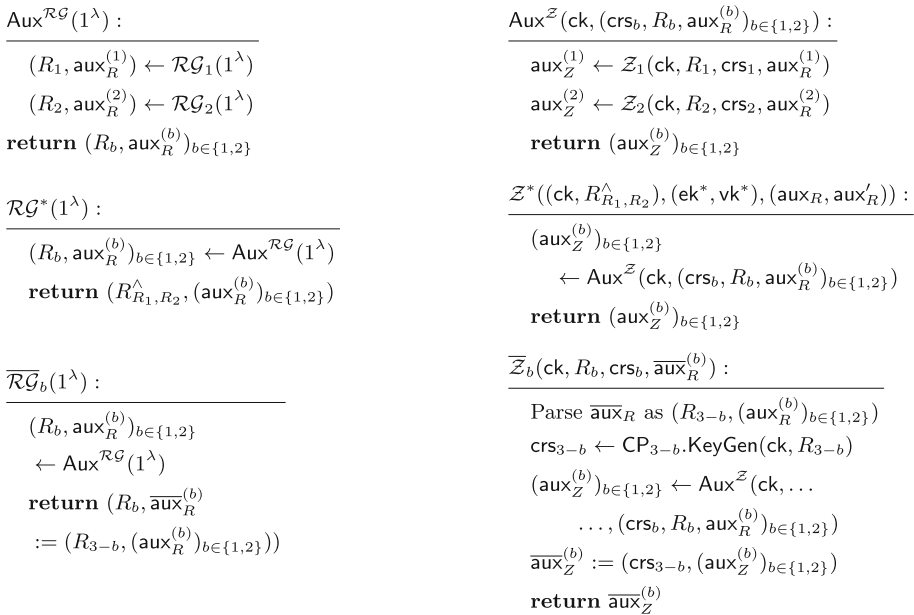 Aux^{𝓡𝓖}(1^λ) :
(R_1, aux_R^{(1)}) ← 𝓡𝓖_1(1^λ)
(R_2, aux_R^{(2)}) ← 𝓡𝓖_2(1^λ)
return (R_b, aux_R^{(b)})_{b∈{1,2}}
Aux^𝓩(ck, (crs_b, R_b, aux_R^{(b)})_{b∈{1,2}}) :
aux_Z^{(1)} ← 𝓩_1(ck, R_1, crs_1, aux_R^{(1)})
aux_Z^{(2)} ← 𝓩_2(ck, R_2, crs_2, aux_R^{(2)})
return (aux_Z^{(b)})_{b∈{1,2}}
𝓡𝓖*(1^λ) :
(R_b, aux_R^{(b)})_{b∈{1,2}} ← Aux^{𝓡𝓖}(1^λ)
return (R^∧_{R_1,R_2}, (aux_R^{(b)})_{b∈{1,2}})
𝓩*((ck, R^∧_{R_1,R_2}), (ek*, vk*), (aux_R, aux′_R)) :
(aux_Z^{(b)})_{b∈{1,2}}
← Aux^𝓩(ck, (crs_b, R_b, aux_R^{(b)})_{b∈{1,2}})
return (aux_Z^{(b)})_{b∈{1,2}}
\overline{𝓡𝓖}_b(1^λ) :
(R_b, aux_R^{(b)})_{b∈{1,2}}
← Aux^{𝓡𝓖}(1^λ)
return (R_b, \overline{aux}_R^{(b)}
:= (R_{3−b}, (aux_R^{(b)})_{b∈{1,2}}))
\overline{𝓩}_b(ck, R_b, crs_b, \overline{aux}_R^{(b)}) :
Parse \overline{aux}_R as (R_{3−b}, (aux_R^{(b)})_{b∈{1,2}})
crs_{3−b} ← CP_{3−b}.KeyGen(ck, R_{3−b})
(aux_Z^{(b)})_{b∈{1,2}} ← Aux^𝓩(ck, ...
..., (crs_b, R_b, aux_R^{(b)})_{b∈{1,2}})
\overline{aux}_Z^{(b)} := (crs_{3−b}, (aux_Z^{(b)})_{b∈{1,2}})
return \overline{aux}_Z^{(b)}